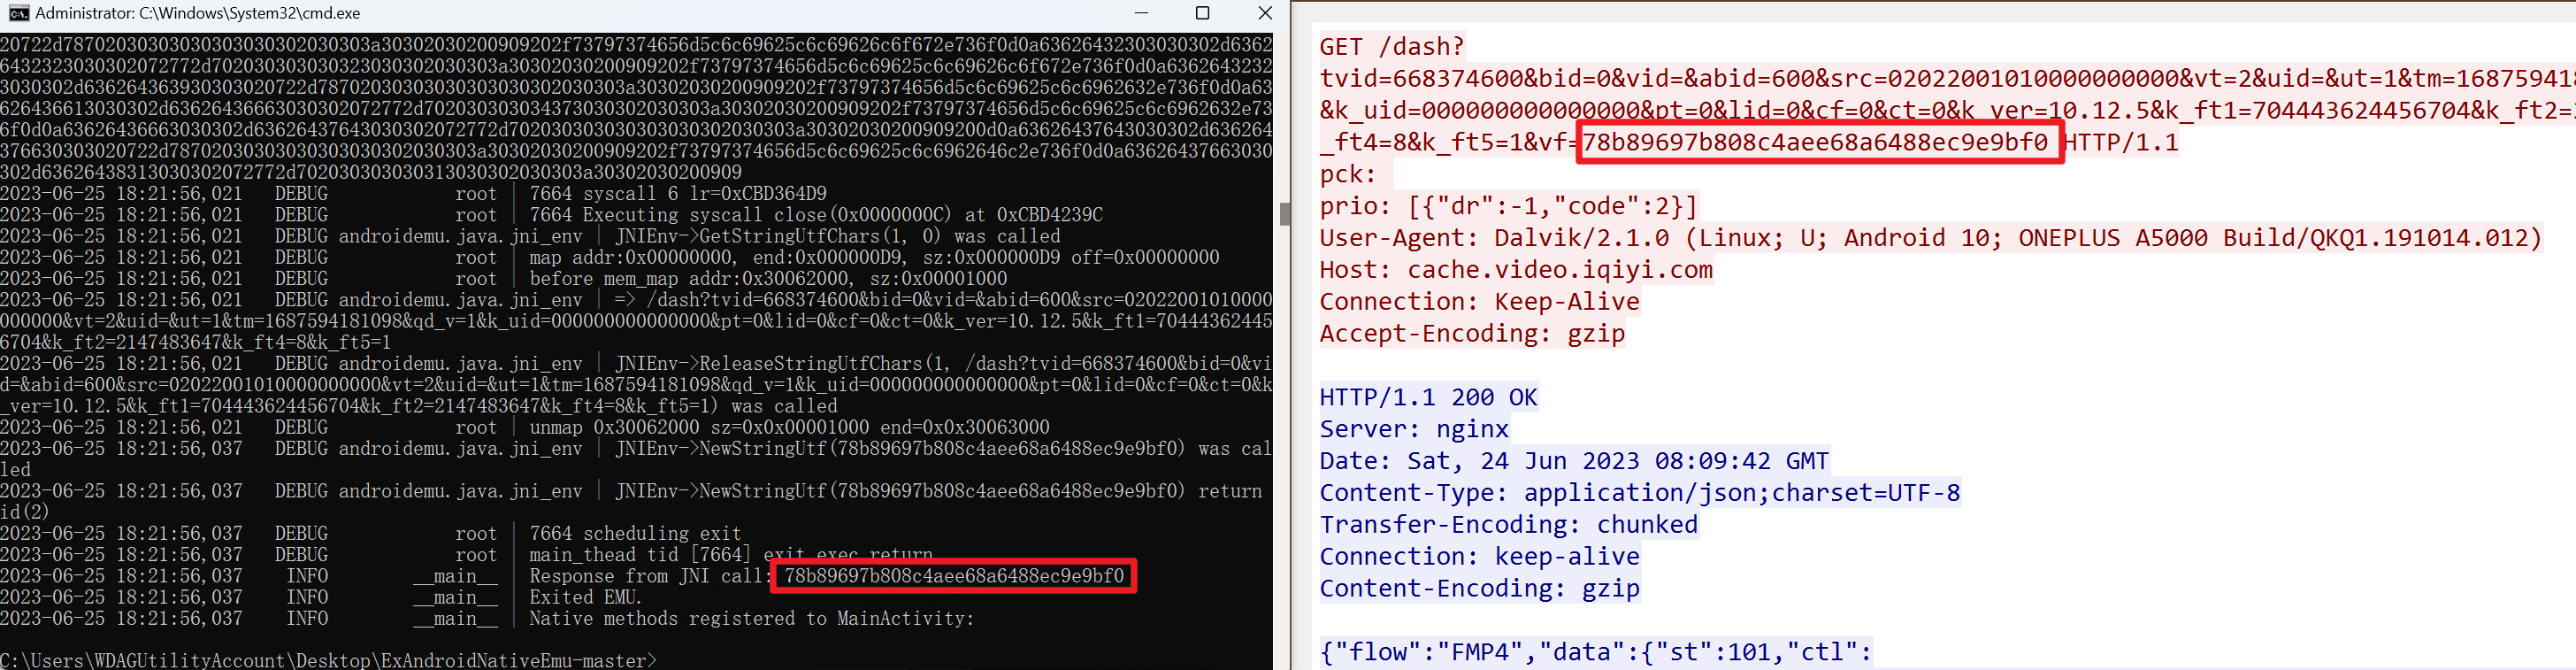 Administrator: C:\Windows\System32\cmd.exe
20722d78702030303030303030302030303a30302030200909202f73797374656d5c6c69625c6c69626c6f672e736f0d0a63626432303030302d6362
6432323030302072772d702030303030323030302030303a30302030200909202f73797374656d5c6c69625c6c69626c6f672e736f0d0a6362643232
3030302d636264363930303020722d78702030303030303030302030303a30302030200909202f73797374656d5c6c69625c6c6962632e736f0d0a63
626436613030302d63626436663030302072772d702030303034373030302030303a30302030200909202f73797374656d5c6c69625c6c6962632e73
6f0d0a63626436663030302d63626437643030302072772d702030303030303030302030303a30302030200909200d0a63626437643030302d636264
376630303020722d78702030303030303030302030303a30302030200909202f73797374656d5c6c69625c6c6962646c2e736f0d0a63626437663030
2023-06-25 18:21:56,021 DEBUG root | 7664 syscall 6 lr=0xCBD364D9
2023-06-25 18:21:56,021 DEBUG root | 7664 Executing syscall close(0x0000000C) at 0xCBD4239C
2023-06-25 18:21:56,021 DEBUG androidemu.java.jni_env | JNIEnv->GetStringUtfChars(1, 0) was called
2023-06-25 18:21:56,021 DEBUG root | map addr:0x00000000, end:0x000000D9, sz:0x000000D9 off=0x00000000
2023-06-25 18:21:56,021 DEBUG root | before mem_map addr:0x30062000, sz:0x00001000
2023-06-25 18:21:56,021 DEBUG androidemu.java.jni_env | => /dash?tvid=668374600&bid=0&vid=&abid=600&src=02022001010000
000000&vt=2&uid=&ut=1&tm=1687594181098&qd_v=1&k_uid=000000000000000&pt=0&lid=0&cf=0&ct=0&k_ver=10.12.5&k_ft1=70444362445
6704&k_ft2=2147483647&k_ft4=8&k_ft5=1
2023-06-25 18:21:56,021 DEBUG androidemu.java.jni_env | JNIEnv->ReleaseStringUtfChars(1, /dash?tvid=668374600&bid=0&vi
d=&abid=600&src=02022001010000000000&vt=2&uid=&ut=1&tm=1687594181098&qd_v=1&k_uid=000000000000000&pt=0&lid=0&cf=0&ct=0&k
_ver=10.12.5&k_ft1=704443624456704&k_ft2=2147483647&k_ft4=8&k_ft5=1) was called
2023-06-25 18:21:56,021 DEBUG root | unmap 0x30062000 sz=0x0x00001000 end=0x0x30063000
2023-06-25 18:21:56,037 DEBUG androidemu.java.jni_env | JNIEnv->NewStringUtf(78b89697b808c4aee68a6488ec9e9bf0) was cal
led
2023-06-25 18:21:56,037 DEBUG androidemu.java.jni_env | JNIEnv->NewStringUtf(78b89697b808c4aee68a6488ec9e9bf0) return
id(2)
2023-06-25 18:21:56,037 DEBUG root | 7664 scheduling exit
2023-06-25 18:21:56,037 DEBUG root | main_thead tid [7664] exit exec return
2023-06-25 18:21:56,037 INFO __main__ | Response from JNI call: 78b89697b808c4aee68a6488ec9e9bf0
2023-06-25 18:21:56,037 INFO __main__ | Exited EMU.
2023-06-25 18:21:56,037 INFO __main__ | Native methods registered to MainActivity:
C:\Users\WDAGUtilityAccount\Desktop\ExAndroidNativeEmu-master>
GET /dash?
tvid=668374600&bid=0&vid=&abid=600&src=02022001010000000000&vt=2&uid=&ut=1&tm=168759418
&k_uid=000000000000000&pt=0&lid=0&cf=0&ct=0&k_ver=10.12.5&k_ft1=704443624456704&k_ft2=
_ft4=8&k_ft5=1&vf=78b89697b808c4aee68a6488ec9e9bf0 HTTP/1.1
pck:
prio: [{"dr":-1,"code":2}]
User-Agent: Dalvik/2.1.0 (Linux; U; Android 10; ONEPLUS A5000 Build/QKQ1.191014.012)
Host: cache.video.iqiyi.com
Connection: Keep-Alive
Accept-Encoding: gzip
HTTP/1.1 200 OK
Server: nginx
Date: Sat, 24 Jun 2023 08:09:42 GMT
Content-Type: application/json;charset=UTF-8
Transfer-Encoding: chunked
Connection: keep-alive
Content-Encoding: gzip
{"flow":"FMP4","data":{"st":101,"ctl":